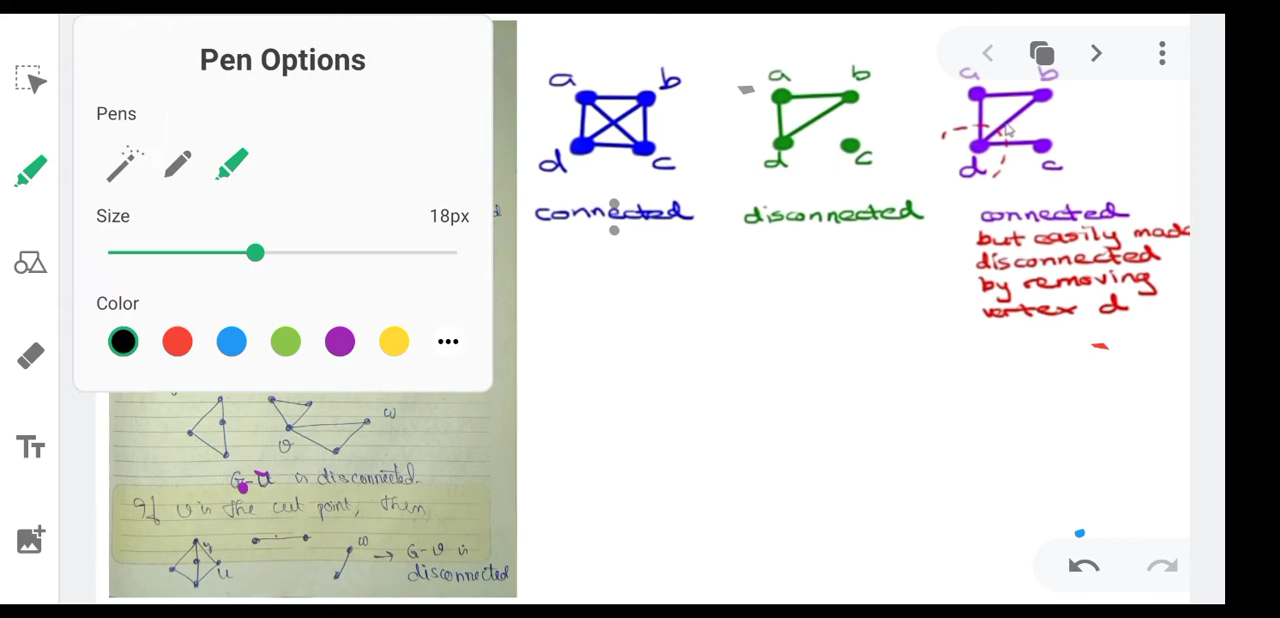 Pen Options
Pens
Size 18px
Color
a b
d c
connected
a b
d c
disconnected
a b
d c
connected
but easily made
disconnected
by removing
vertex d
TT
ω
G-U is disconnected.
If v is the cut point, then
ω
u
→ G-v is
disconnected